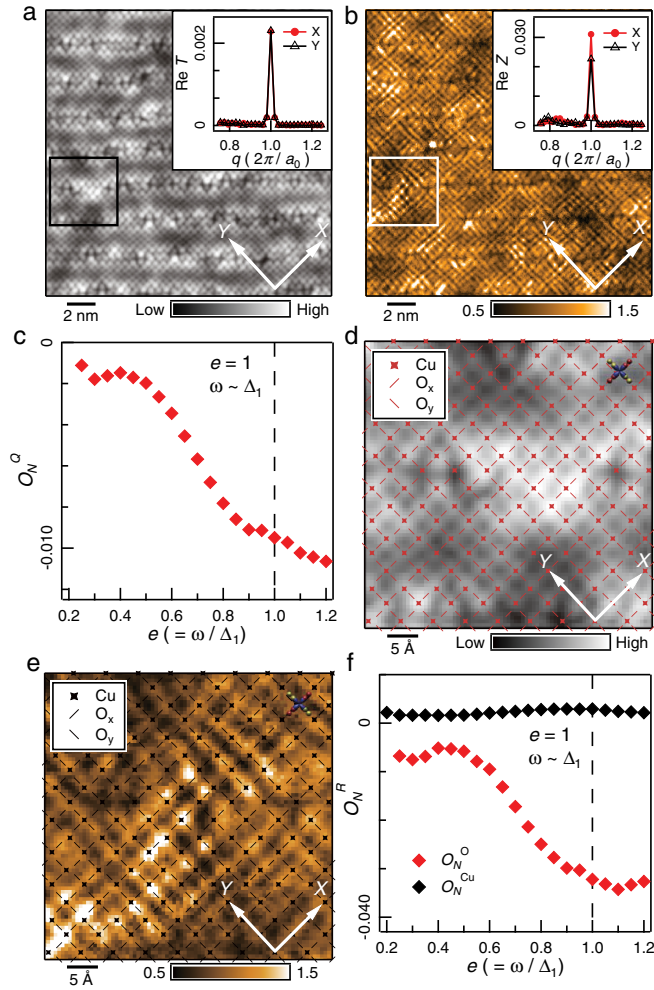 a
Re T
0.002
0
X
Y
0.8 1.0 1.2
q ( 2π / a0 )
Y
X
2 nm
Low High
b
Re Z
0.030
0
X
Y
0.8 1.0 1.2
q ( 2π / a0 )
Y
X
2 nm
0.5 1.5
c
0
-0.010
O_N^Q
e = 1
ω ~ Δ1
0.2 0.4 0.6 0.8 1.0 1.2
e (= ω / Δ1)
d
Cu
Ox
Oy
Y
X
5 Å
Low High
e
Cu
Ox
Oy
Y
X
5 Å
0.5 1.5
f
0
-0.040
O_N^R
e = 1
ω ~ Δ1
O_N^O
O_N^Cu
0.2 0.4 0.6 0.8 1.0 1.2
e (= ω / Δ1)